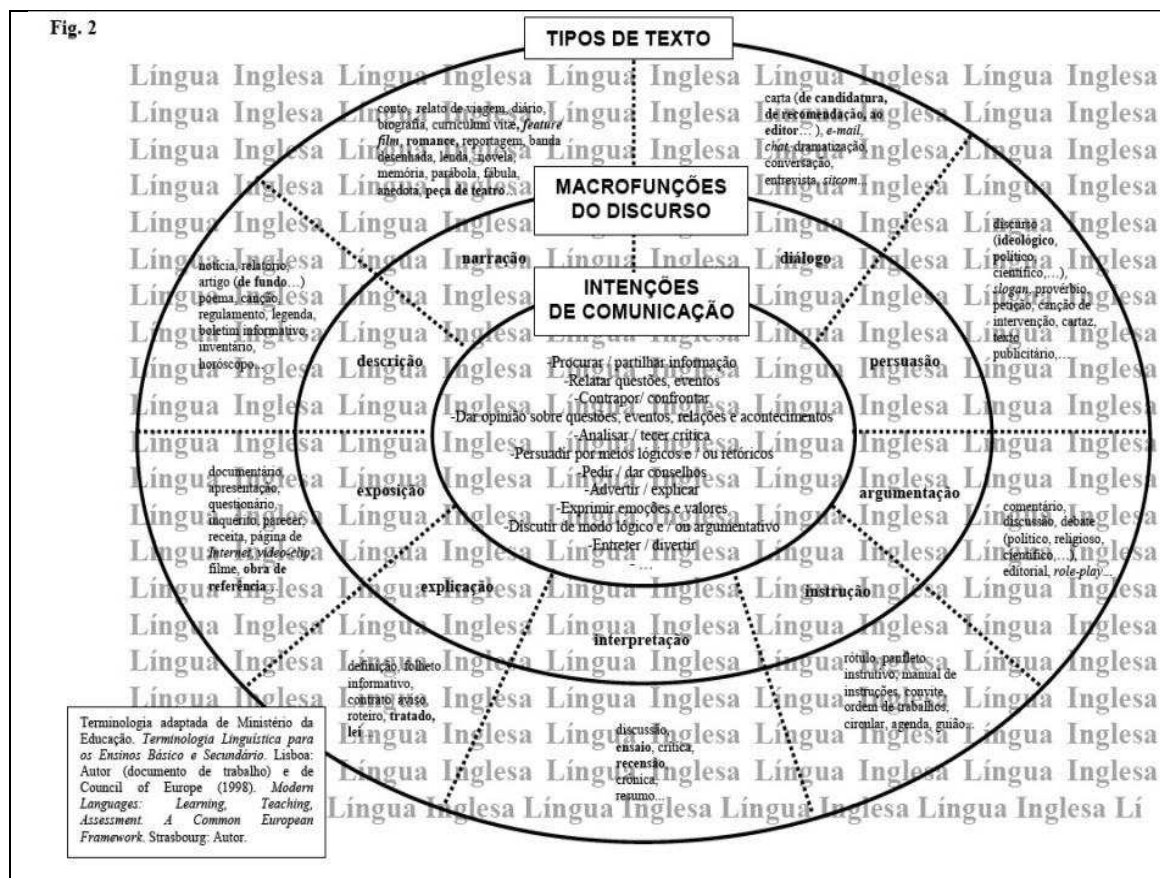 Fig. 2
TIPOS DE TEXTO
Língua Inglesa Língua Inglesa Língua Inglesa Língua Inglesa Língua Inglesa
conto, relato de viagem, diário,
biografia, curriculum vitæ, feature
film, romance, reportagem, banda
desenhada, lenda, novela,
memória, parábola, fábula,
anedota, peça de teatro...
carta (de candidatura,
de recomendação, ao
editor… ), e-mail,
chat, dramatização,
conversação,
entrevista, sitcom...
MACROFUNÇÕES
DO DISCURSO
narração
diálogo
notícia, relatório,
artigo (de fundo…)
poema, canção,
regulamento, legenda,
boletim informativo,
inventário,
horóscopo...
discurso
(ideológico,
político,
científico,…),
slogan, provérbio,
petição, canção de
intervenção, cartaz,
texto
publicitário,….
INTENÇÕES
DE COMUNICAÇÃO
descrição
persuasão
-Procurar / partilhar informação
-Relatar questões, eventos
-Contrapor/ confrontar
-Dar opinião sobre questões, eventos, relações e acontecimentos
-Analisar / tecer crítica
-Persuadir por meios lógicos e / ou retóricos
-Pedir / dar conselhos
-Advertir / explicar
-Exprimir emoções e valores
-Discutir de modo lógico e / ou argumentativo
-Entreter / divertir
- …
documentário,
apresentação,
questionário,
inquérito, parecer,
receita, página de
Internet, video-clip,
filme, obra de
referência...
exposição
argumentação
comentário,
discussão, debate
(político, religioso,
científico,…),
editorial, role-play...
explicação
instrução
interpretação
definição, folheto
informativo,
contrato, aviso,
roteiro, tratado,
lei...
rótulo, panfleto
instrutivo, manual de
instruções, convite,
ordem de trabalhos,
circular, agenda, guião...
discussão,
ensaio, crítica,
recensão,
crónica,
resumo...
Terminologia adaptada de Ministério da
Educação. Terminologia Linguística para
os Ensinos Básico e Secundário. Lisboa:
Autor (documento de trabalho) e de
Council of Europe (1998). Modern
Languages: Learning, Teaching,
Assessment. A Common European
Framework. Strasbourg: Autor.
Língua Inglesa Língua Inglesa Língua Inglesa Língua Inglesa Lí